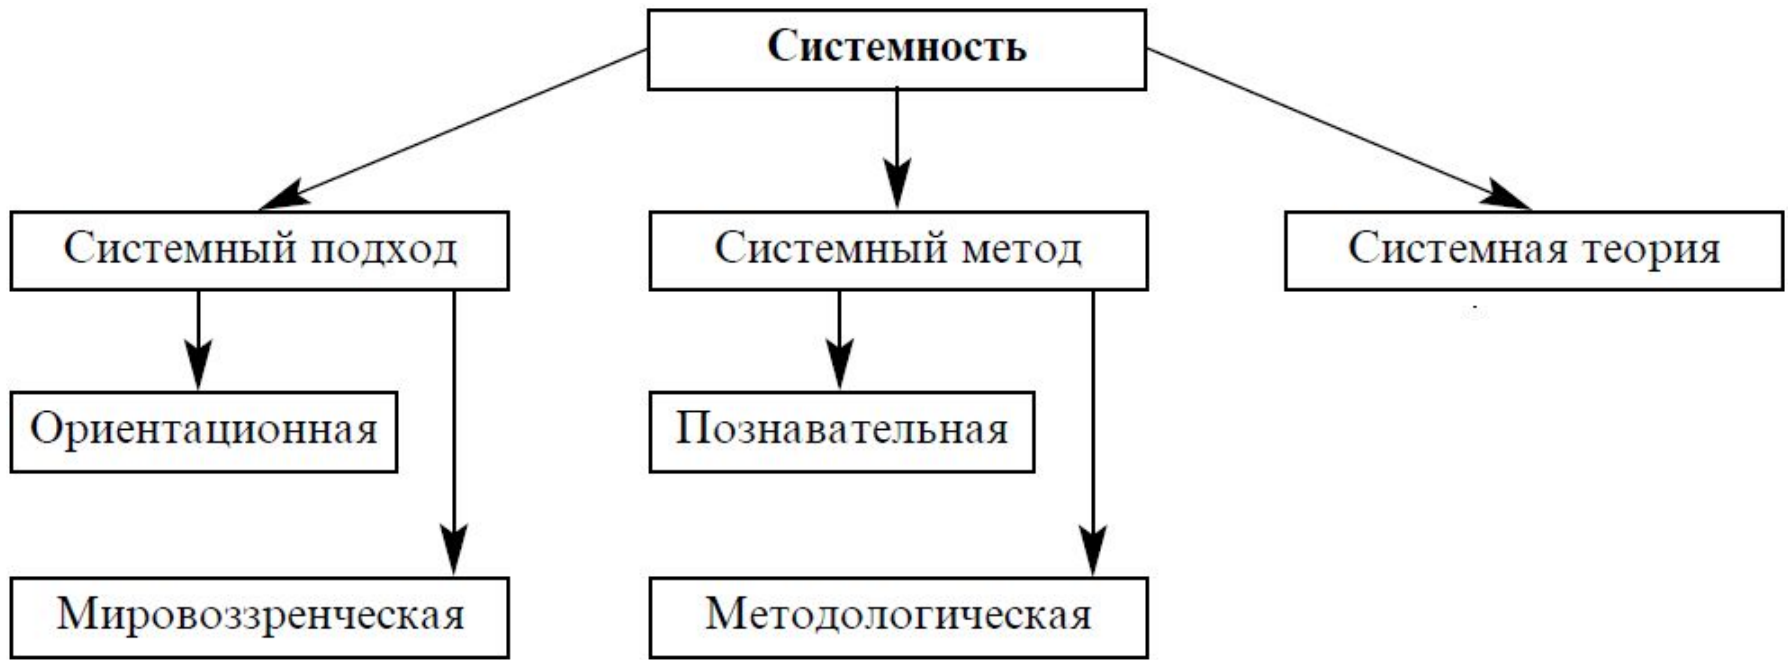 Системность
Системный подход
Системный метод
Системная теория
Ориентационная
Познавательная
Мировоззренческая
Методологическая